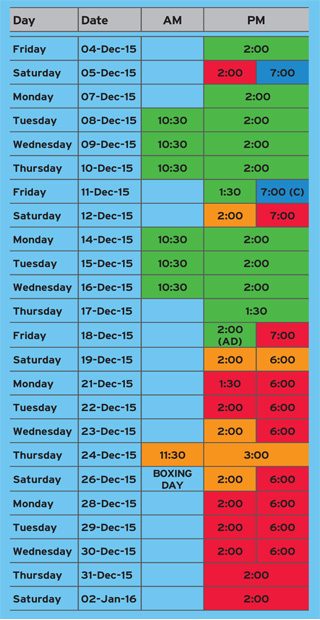 Day Date AM PM
Friday 04-Dec-15 2:00
Saturday 05-Dec-15 2:00 7:00
Monday 07-Dec-15 2:00
Tuesday 08-Dec-15 10:30 2:00
Wednesday 09-Dec-15 10:30 2:00
Thursday 10-Dec-15 10:30 2:00
Friday 11-Dec-15 1:30 7:00 (C)
Saturday 12-Dec-15 2:00 7:00
Monday 14-Dec-15 10:30 2:00
Tuesday 15-Dec-15 10:30 2:00
Wednesday 16-Dec-15 10:30 2:00
Thursday 17-Dec-15 1:30
Friday 18-Dec-15 2:00 (AD) 7:00
Saturday 19-Dec-15 2:00 6:00
Monday 21-Dec-15 1:30 6:00
Tuesday 22-Dec-15 2:00 6:00
Wednesday 23-Dec-15 2:00 6:00
Thursday 24-Dec-15 11:30 3:00
Saturday 26-Dec-15 BOXING DAY 2:00 6:00
Monday 28-Dec-15 2:00 6:00
Tuesday 29-Dec-15 2:00 6:00
Wednesday 30-Dec-15 2:00 6:00
Thursday 31-Dec-15 2:00
Saturday 02-Jan-16 2:00